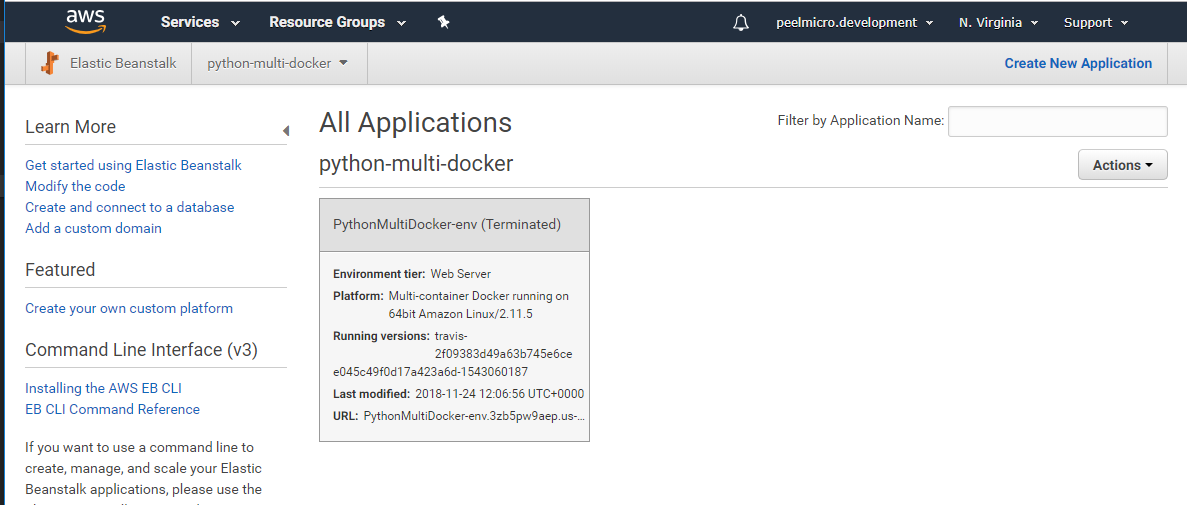 aws
Services
Resource Groups
peelmicro.development
N. Virginia
Support
Elastic Beanstalk
python-multi-docker
Create New Application
Learn More
Get started using Elastic Beanstalk
Modify the code
Create and connect to a database
Add a custom domain
Featured
Create your own custom platform
Command Line Interface (v3)
Installing the AWS EB CLI
EB CLI Command Reference
If you want to use a command line to
create, manage, and scale your Elastic
Beanstalk applications, please use the
All Applications
Filter by Application Name:
python-multi-docker
Actions
PythonMultiDocker-env (Terminated)
Environment tier: Web Server
Platform: Multi-container Docker running on
64bit Amazon Linux/2.11.5
Running versions: travis-
2f09383d49a63b745e6ce
e045c49f0d17a423a6d-1543060187
Last modified: 2018-11-24 12:06:56 UTC+0000
URL: PythonMultiDocker-env.3zb5pw9aep.us-...